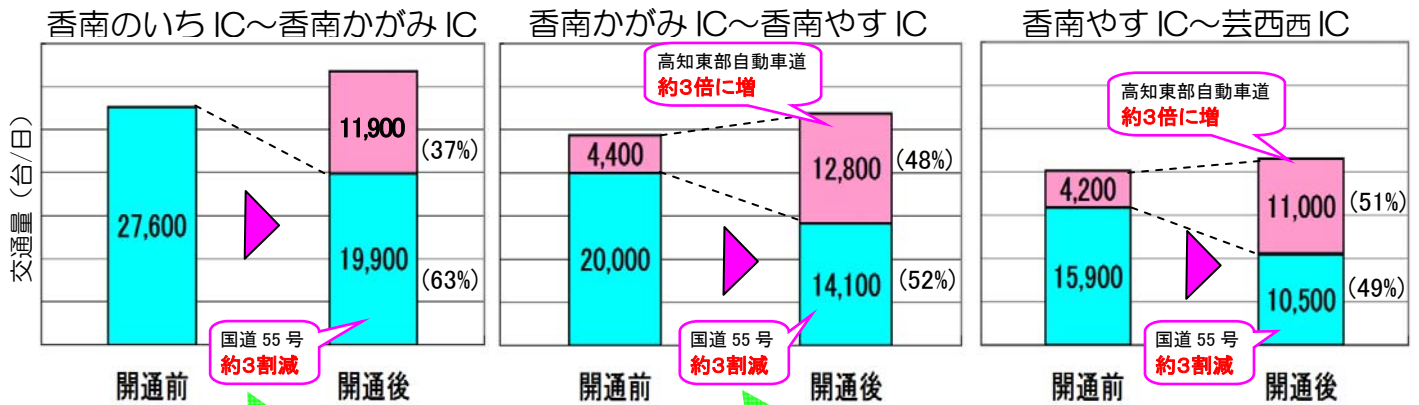 香南のいち IC～香南かがみ IC
交通量（台/日）
27,600
11,900
(37%)
19,900
(63%)
国道 55 号
約3割減
開通前
開通後
香南かがみ IC～香南やす IC
高知東部自動車道
約3倍に増
4,400
20,000
12,800
(48%)
14,100
(52%)
国道 55 号
約3割減
開通前
開通後
香南やす IC～芸西西 IC
高知東部自動車道
約3倍に増
4,200
15,900
11,000
(51%)
10,500
(49%)
国道 55 号
約3割減
開通前
開通後